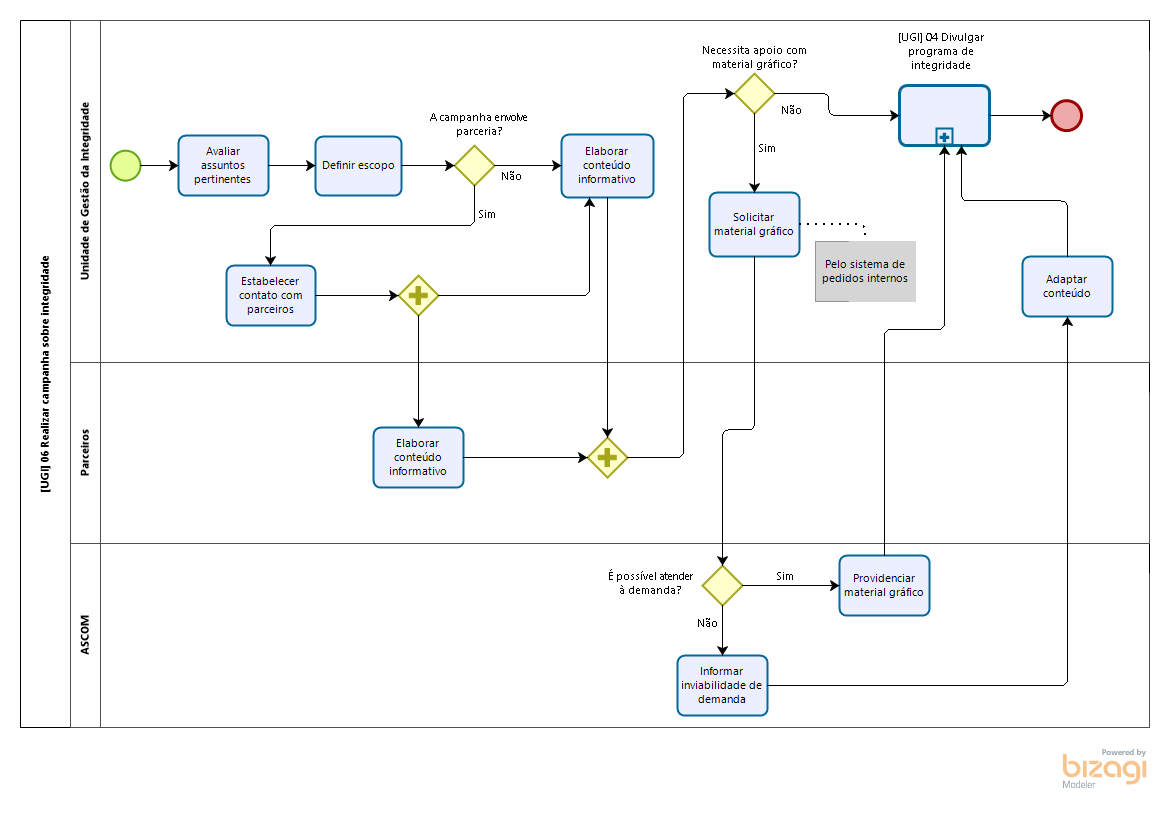 [UGI] 06 Realizar campanha sobre integridade
Unidade de Gestão da Integridade
Avaliar
assuntos
pertinentes
Definir escopo
A campanha envolve
parceria?
Não
Sim
Elaborar
conteúdo
informativo
Estabelecer
contato com
parceiros
Necessita apoio com
material gráfico?
Não
Sim
[UGI] 04 Divulgar
programa de
integridade
Solicitar
material gráfico
Pelo sistema de
pedidos internos
Adaptar
conteúdo
Parceiros
Elaborar
conteúdo
informativo
ASCOM
É possível atender
à demanda?
Sim
Não
Providenciar
material gráfico
Informar
inviabilidade de
demanda
Powered by
bizagi
Modeler